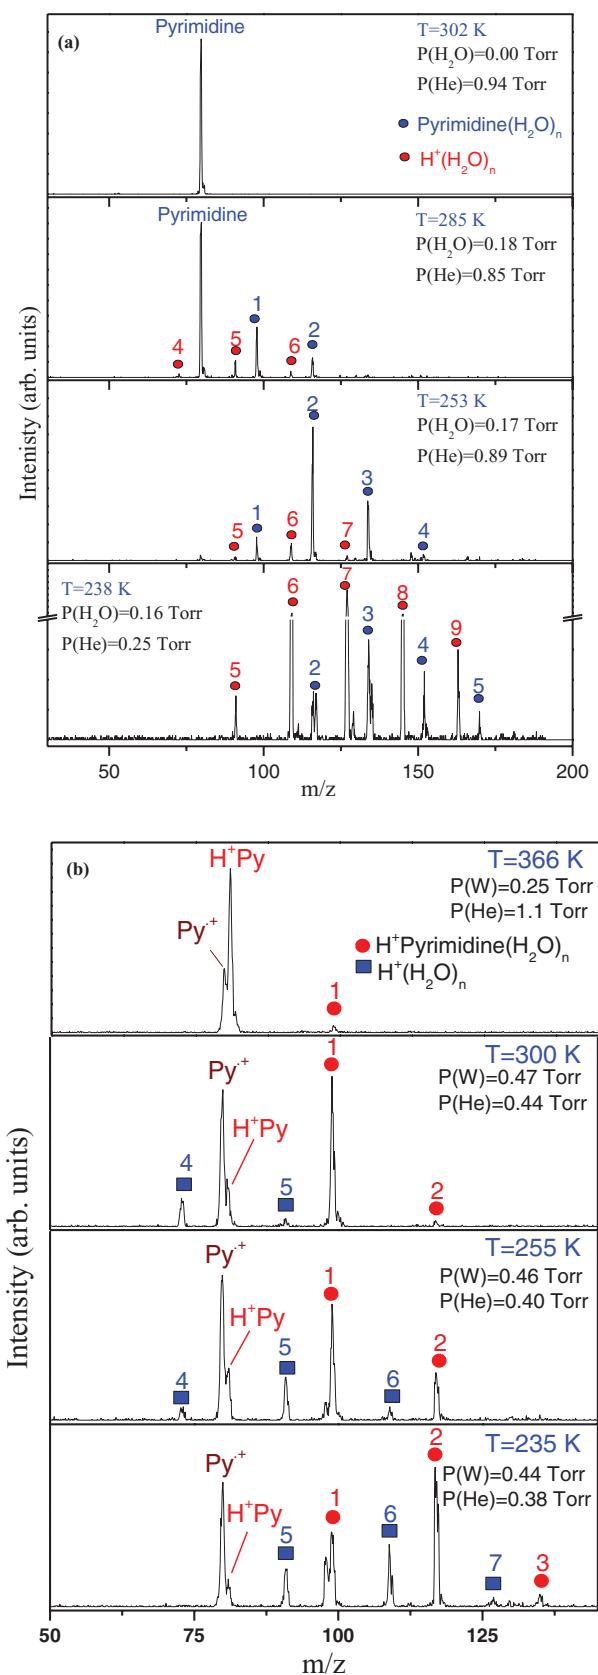 (a)
Pyrimidine
T=302 K
P(H₂O)=0.00 Torr
P(He)=0.94 Torr
Pyrimidine(H₂O)ₙ
H⁺(H₂O)ₙ
Pyrimidine
T=285 K
P(H₂O)=0.18 Torr
P(He)=0.85 Torr
4
5
1
6
2
T=253 K
P(H₂O)=0.17 Torr
P(He)=0.89 Torr
5
1
6
2
7
3
4
T=238 K
P(H₂O)=0.16 Torr
P(He)=0.25 Torr
5
6
2
7
3
8
4
9
5
Intenisty (arb. units)
50
100
150
200
m/z
(b)
H⁺Py
Py·⁺
T=366 K
P(W)=0.25 Torr
P(He)=1.1 Torr
H⁺Pyrimidine(H₂O)ₙ
H⁺(H₂O)ₙ
1
T=300 K
P(W)=0.47 Torr
P(He)=0.44 Torr
Py·⁺
H⁺Py
4
5
1
2
T=255 K
P(W)=0.46 Torr
P(He)=0.40 Torr
Py·⁺
H⁺Py
4
5
1
6
2
T=235 K
P(W)=0.44 Torr
P(He)=0.38 Torr
Py·⁺
H⁺Py
5
1
6
2
7
3
Intensity (arb. units)
50
75
100
125
m/z